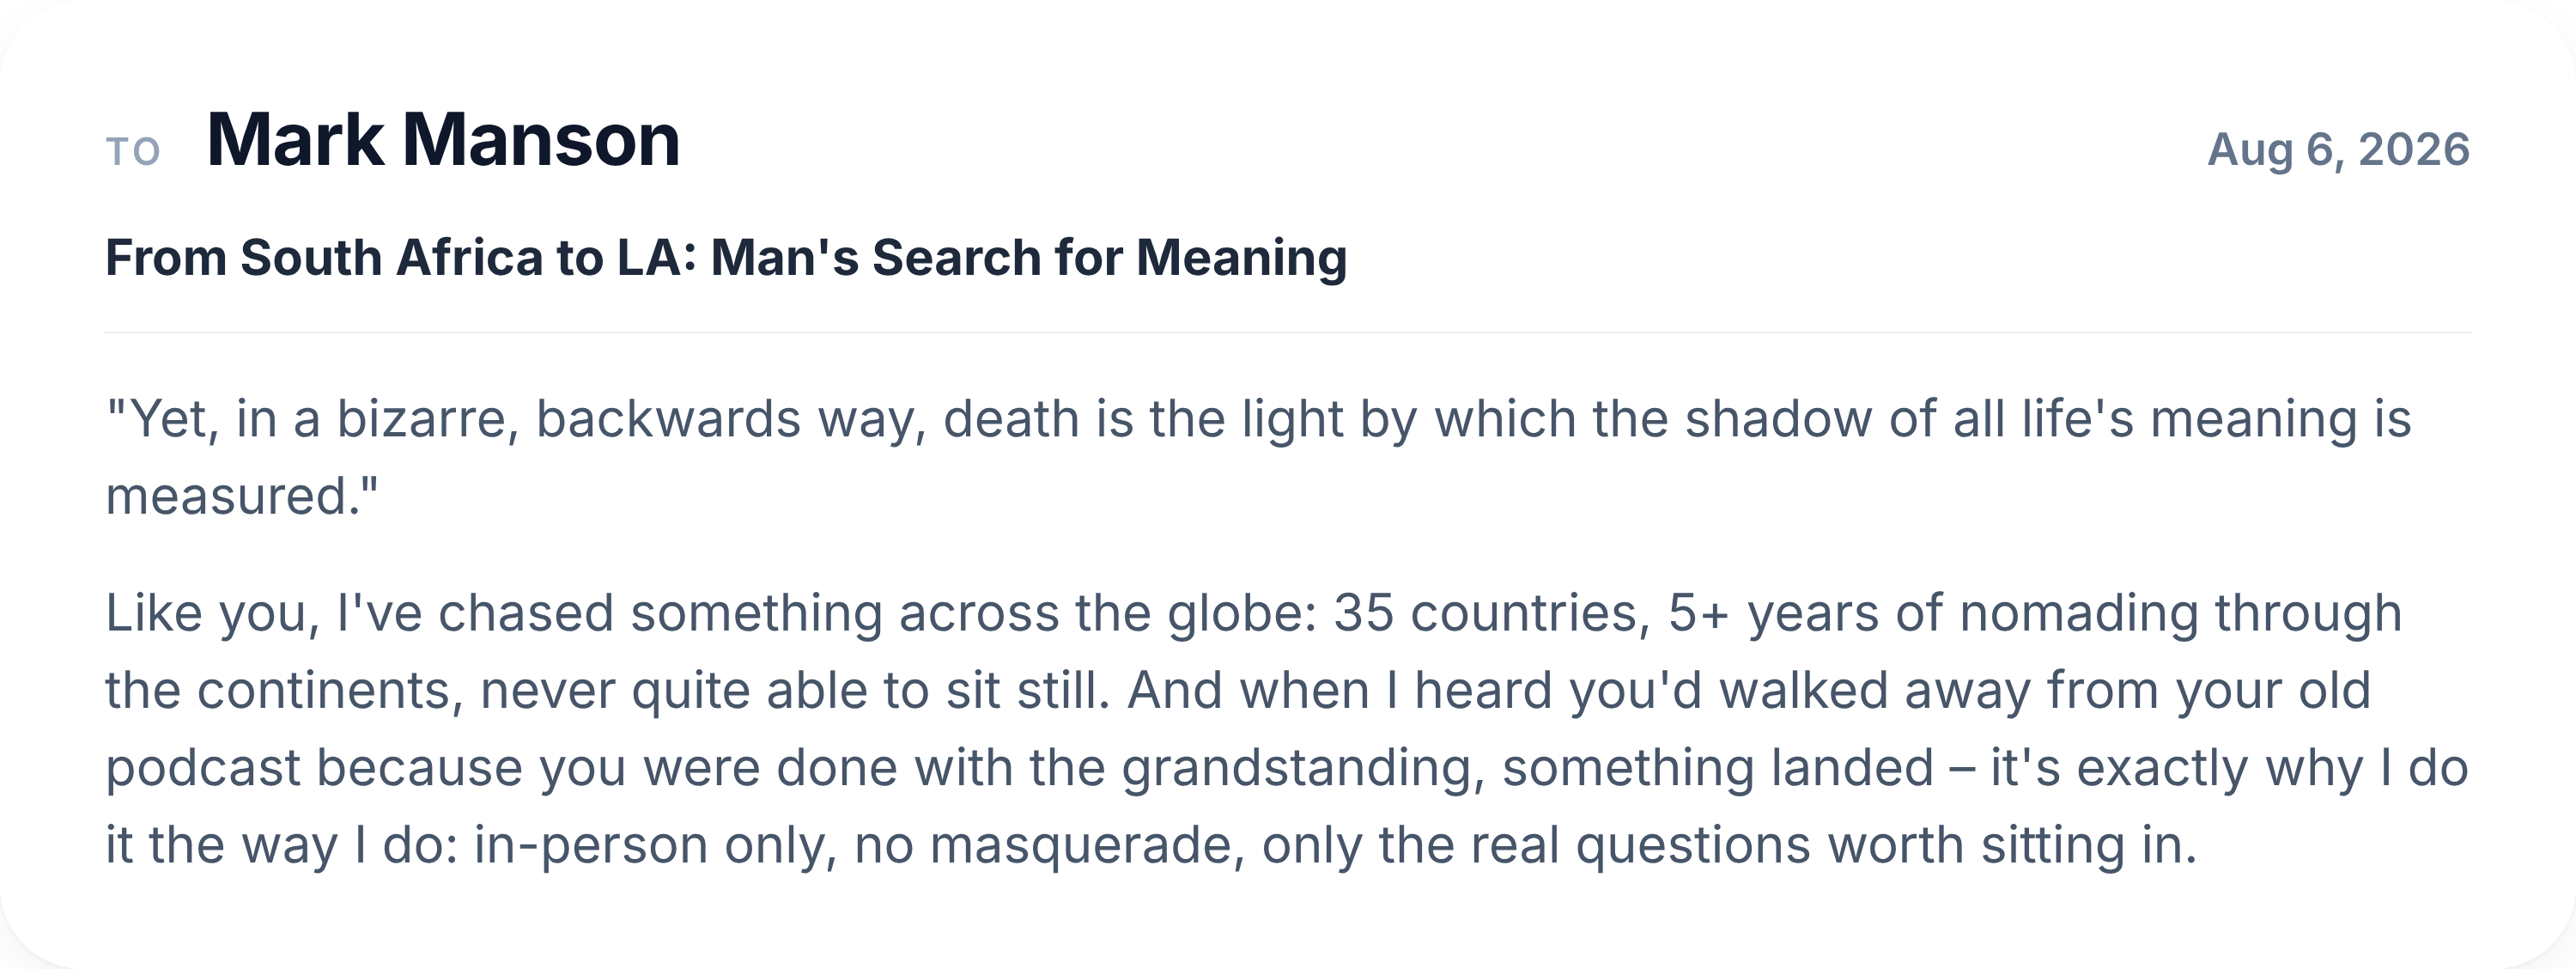 TO Mark Manson Aug 6, 2026
From South Africa to LA: Man's Search for Meaning
"Yet, in a bizarre, backwards way, death is the light by which the shadow of all life's meaning is
measured."
Like you, I've chased something across the globe: 35 countries, 5+ years of nomading through
the continents, never quite able to sit still. And when I heard you'd walked away from your old
podcast because you were done with the grandstanding, something landed – it's exactly why I do
it the way I do: in-person only, no masquerade, only the real questions worth sitting in.